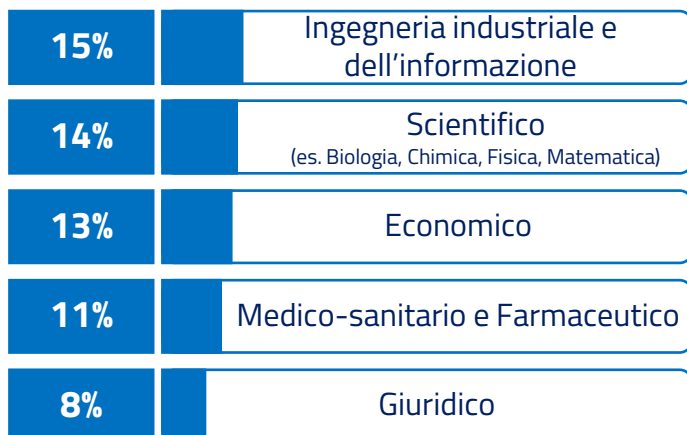 15%
Ingegneria industriale e
dell’informazione
14%
Scientifico
(es. Biologia, Chimica, Fisica, Matematica)
13%
Economico
11%
Medico-sanitario e Farmaceutico
8%
Giuridico